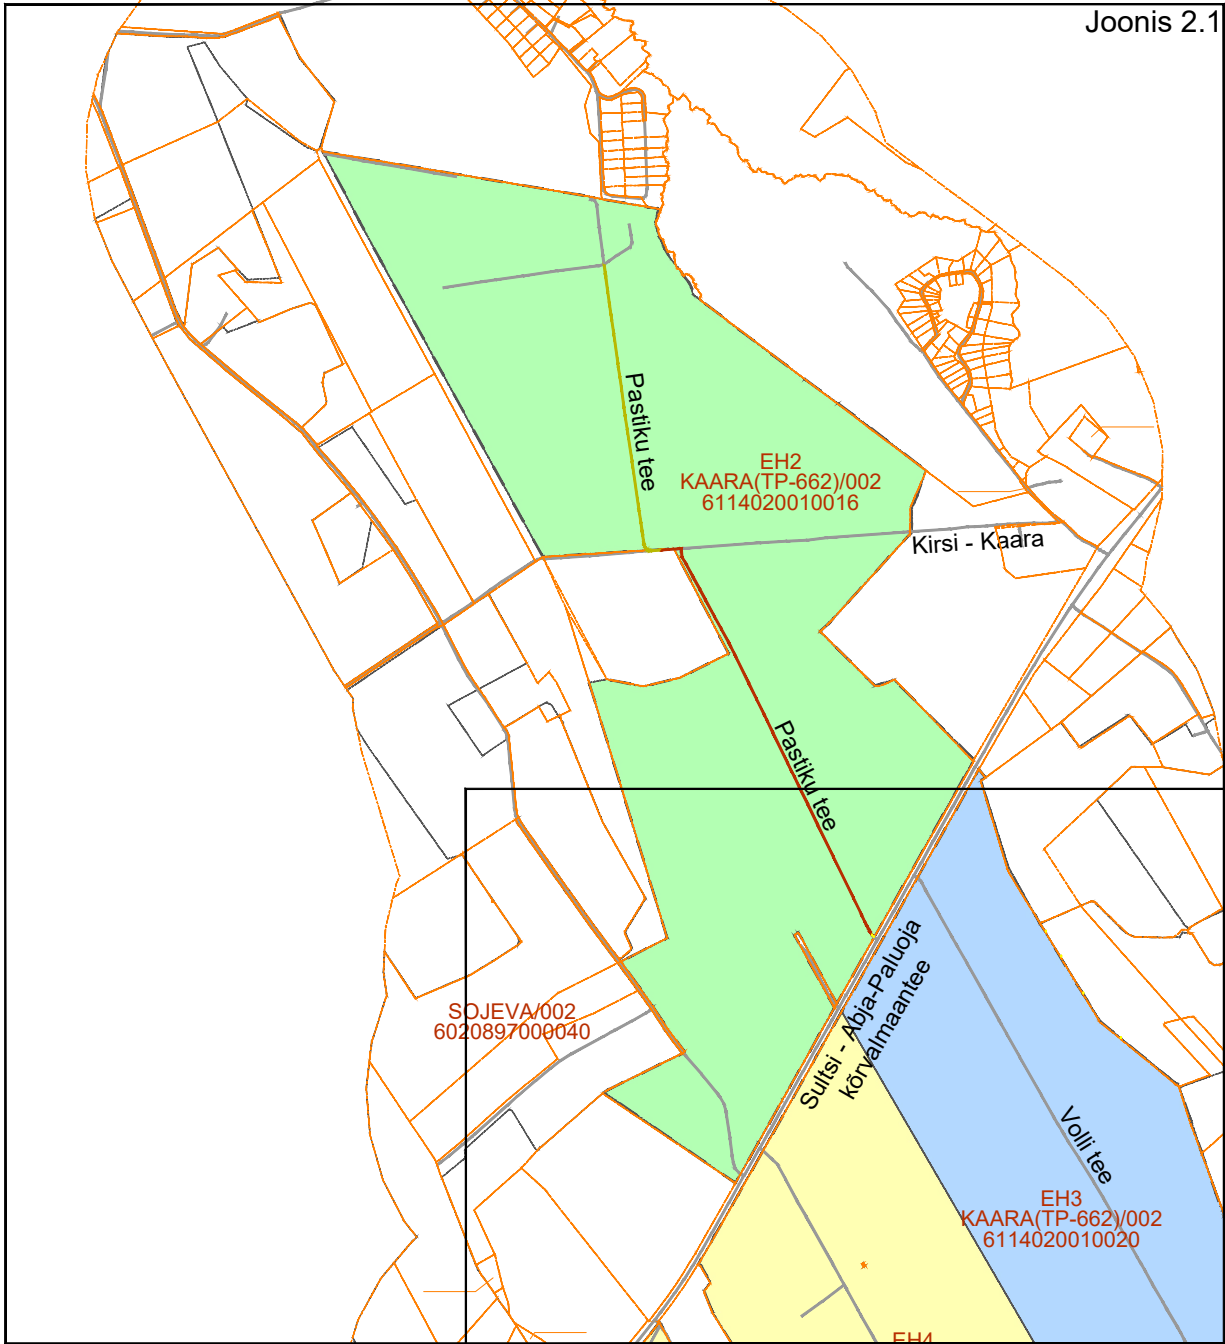 Joonis 2.1
Pastiku tee
EH2
KAARA(TP-662)/002
6114020010016
Kirsi - Kaara
Pastiku tee
SOJEVA/002
6020897000040
Sultsi - Abja-Paluoja
kõrvalmaantee
Volli tee
EH3
KAARA(TP-662)/002
6114020010020
EH4